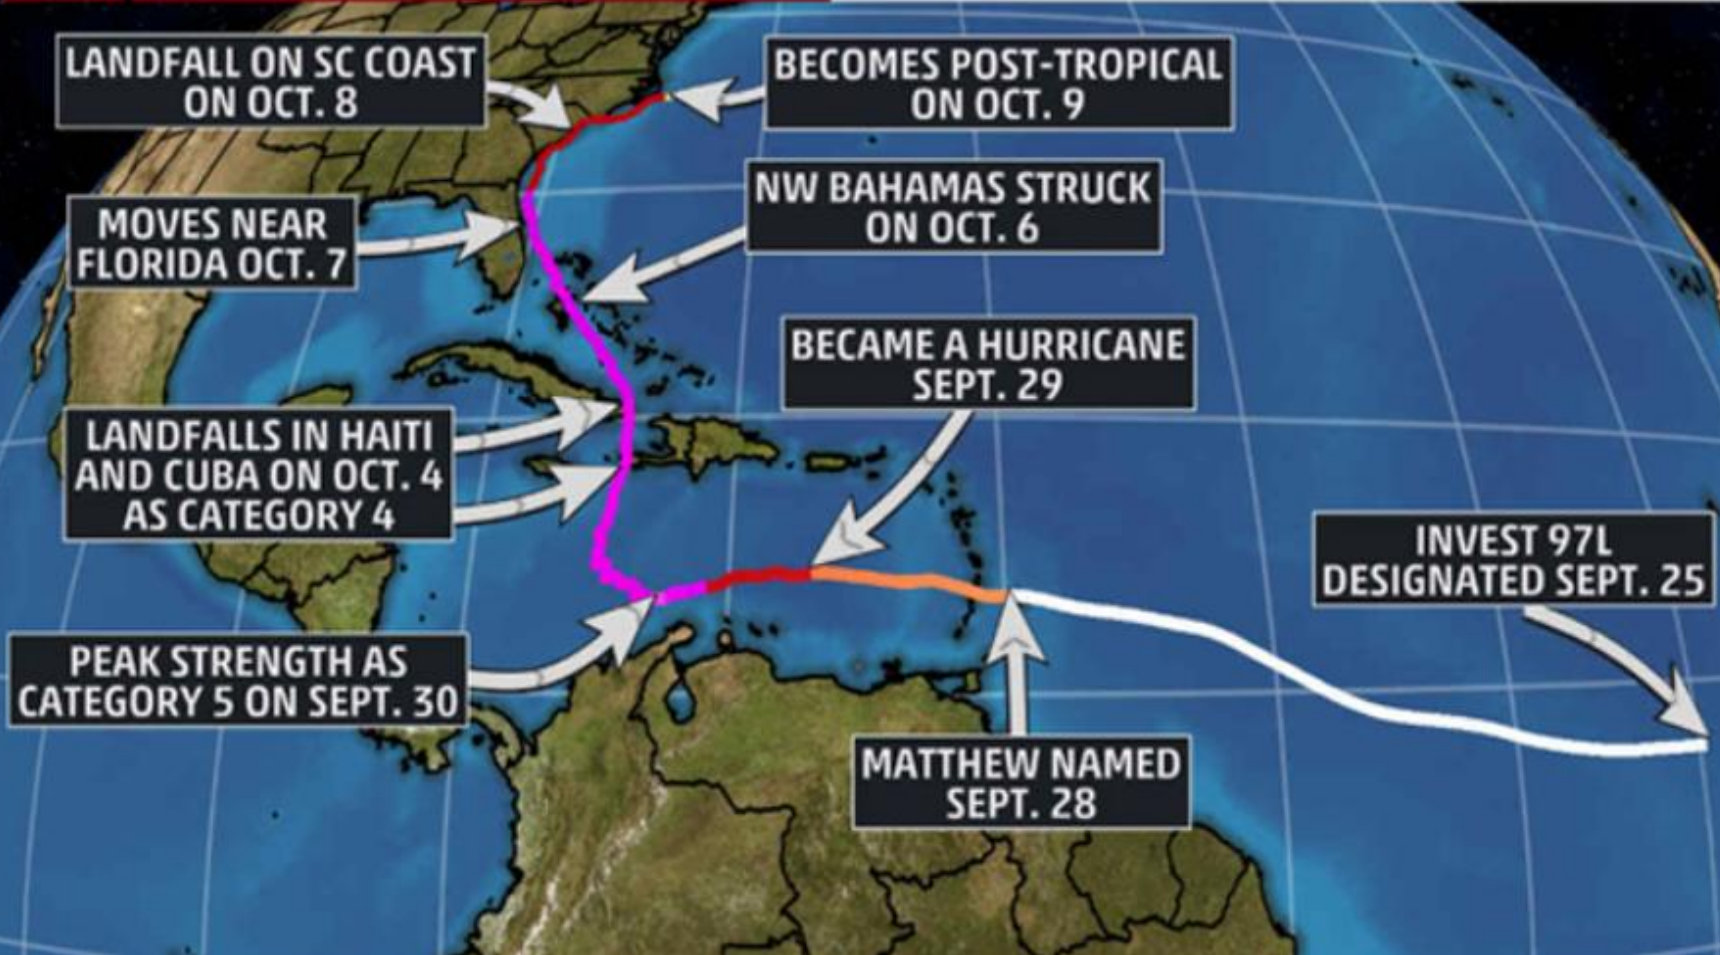 LANDFALL ON SC COAST
ON OCT. 8
BECOMES POST-TROPICAL
ON OCT. 9
NW BAHAMAS STRUCK
ON OCT. 6
MOVES NEAR
FLORIDA OCT. 7
BECAME A HURRICANE
SEPT. 29
LANDFALLS IN HAITI
AND CUBA ON OCT. 4
AS CATEGORY 4
INVEST 97L
DESIGNATED SEPT. 25
PEAK STRENGTH AS
CATEGORY 5 ON SEPT. 30
MATTHEW NAMED
SEPT. 28